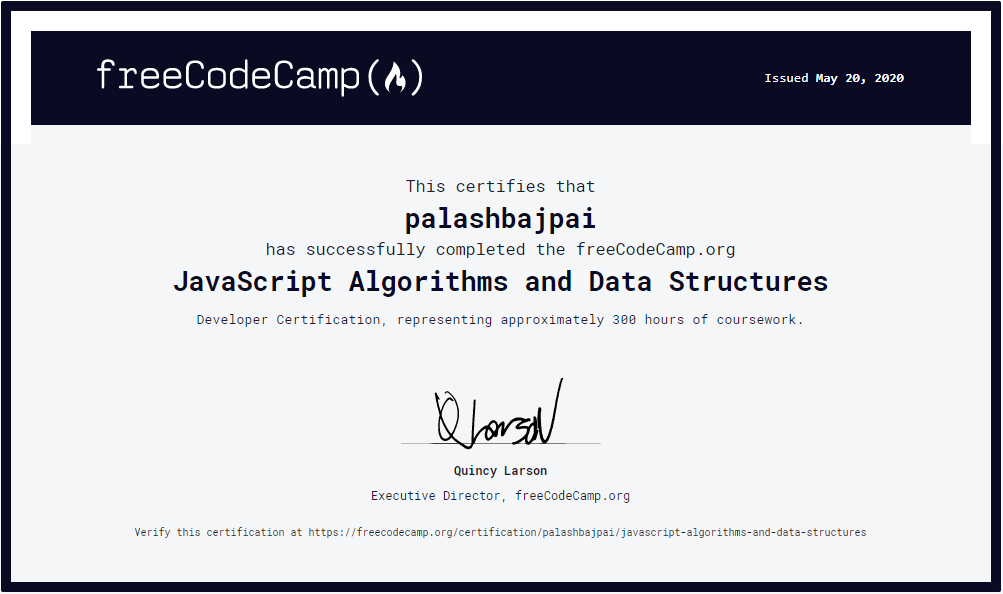 freeCodeCamp(🔥)
Issued May 20, 2020
This certifies that
palashbajpai
has successfully completed the freeCodeCamp.org
JavaScript Algorithms and Data Structures
Developer Certification, representing approximately 300 hours of coursework.
Q Larson
Quincy Larson
Executive Director, freeCodeCamp.org
Verify this certification at https://freecodecamp.org/certification/palashbajpai/javascript-algorithms-and-data-structures